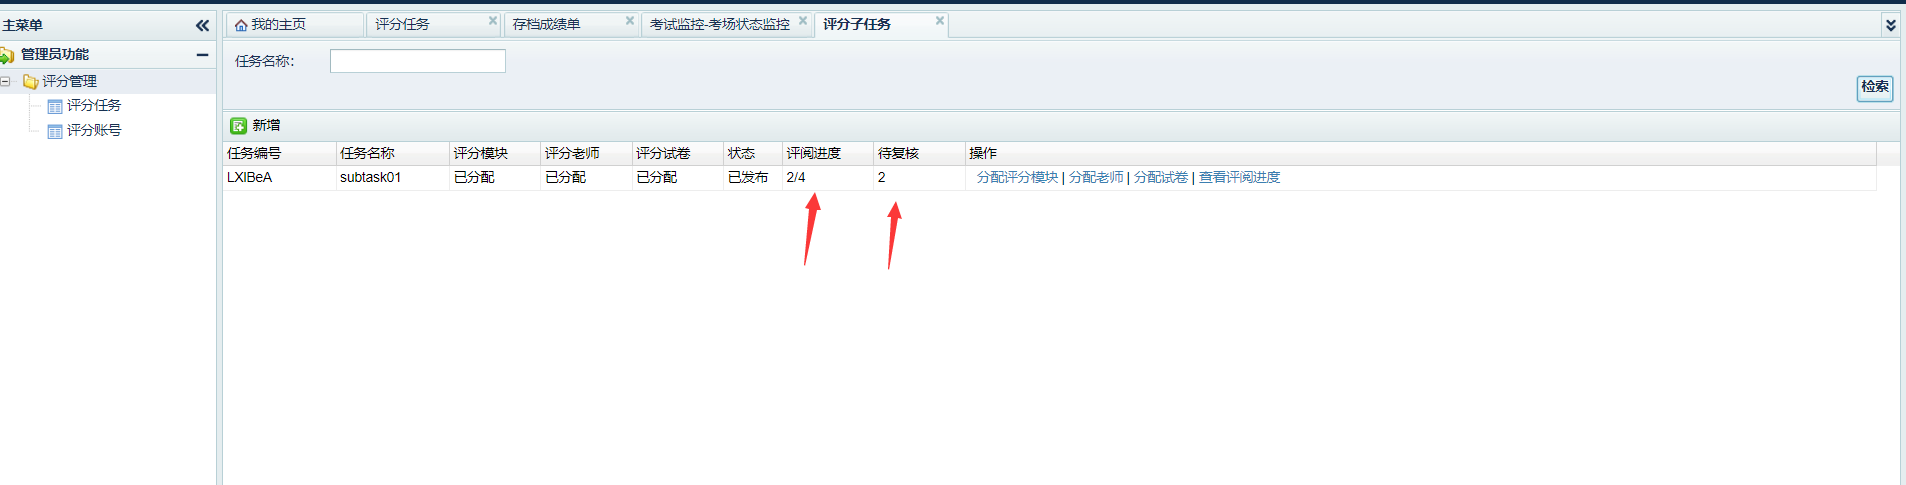 主菜单
管理员功能
评分管理
评分任务
评分账号
我的主页 评分任务 存档成绩单 考试监控-考场状态监控 评分子任务
任务名称：
检索
新增
任务编号 任务名称 评分模块 评分老师 评分试卷 状态 评阅进度 待复核 操作
LXIBeA subtask01 已分配 已分配 已分配 已发布 2/4 2 分配评分模块 | 分配老师 | 分配试卷 | 查看评阅进度